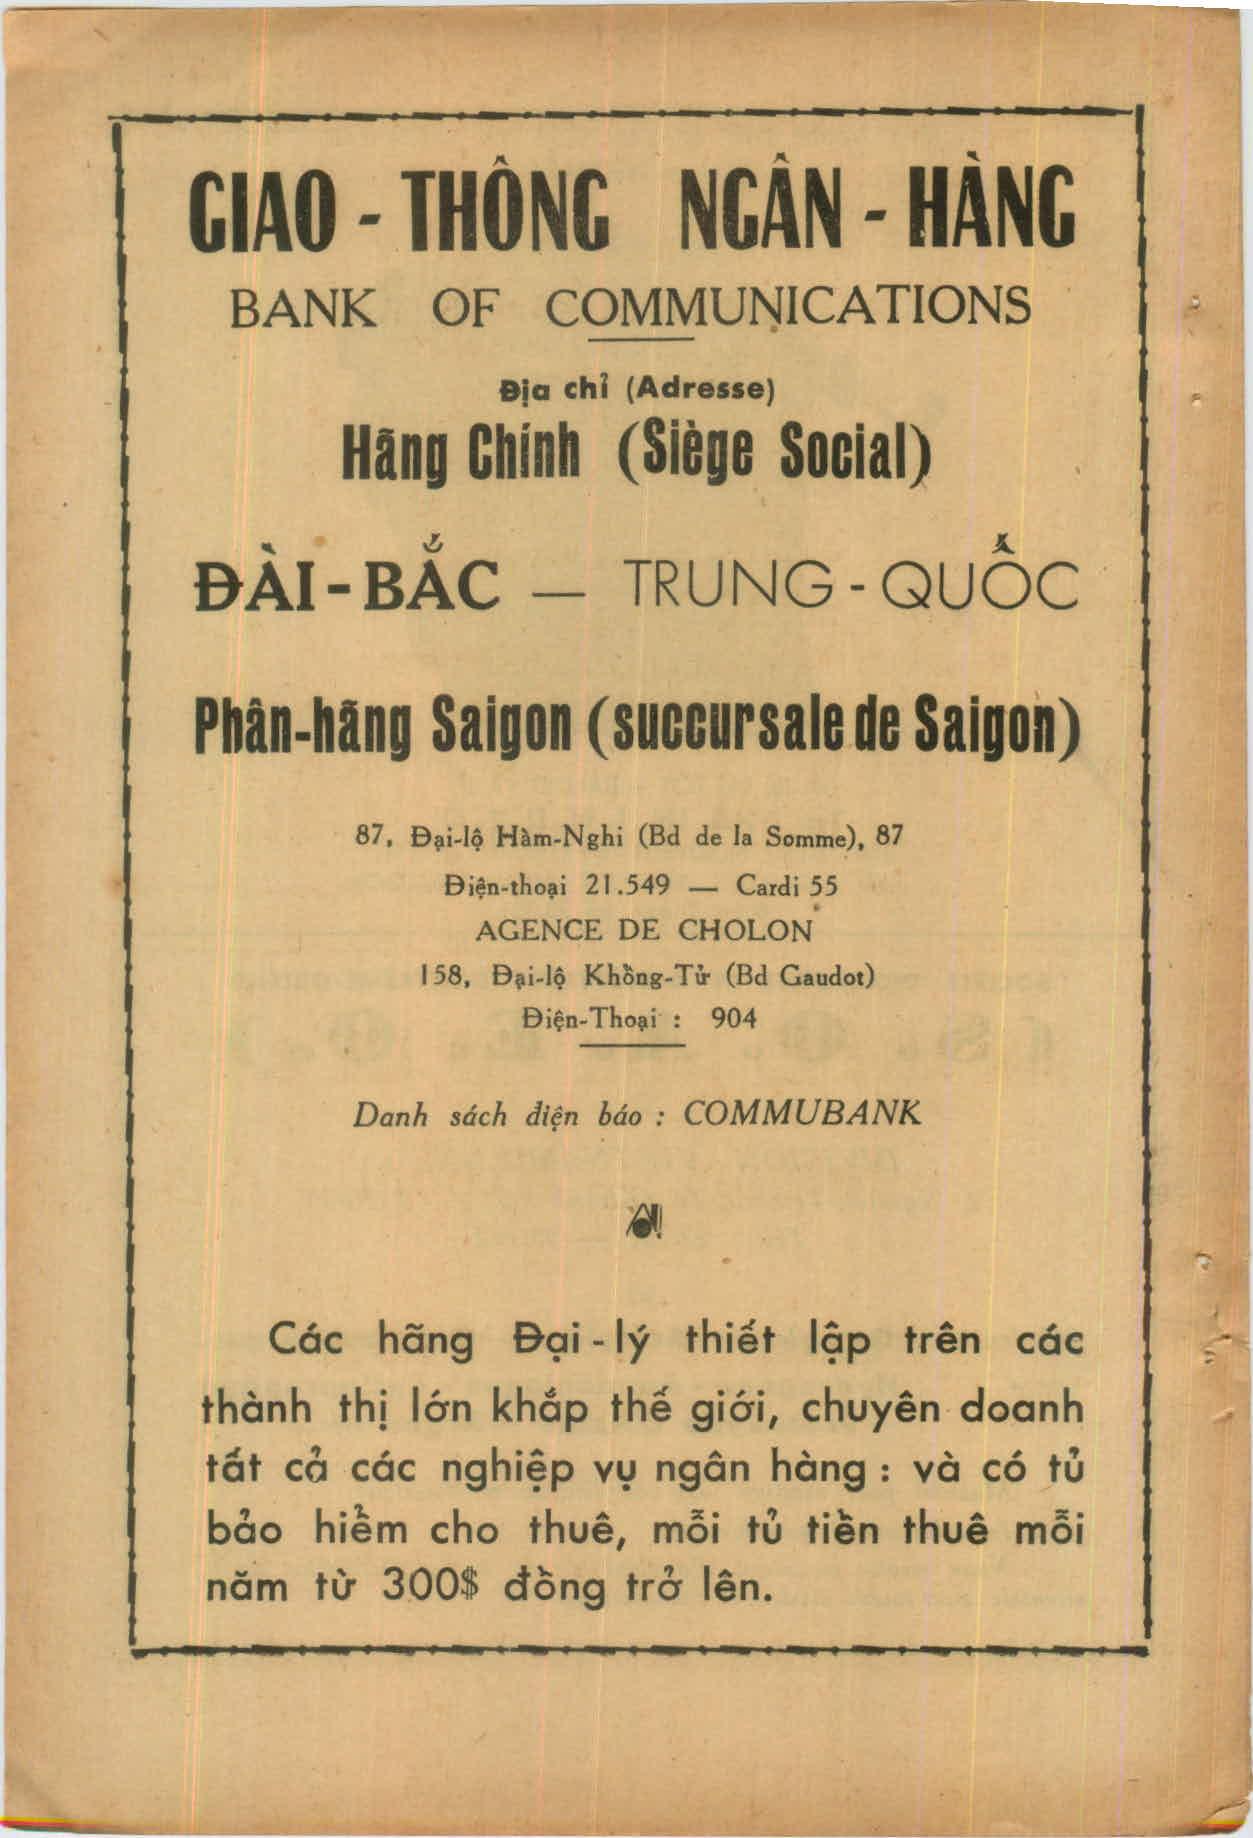 GIAO - THÔNG NGÂN - HÀNG
BANK OF COMMUNICATIONS
Địa chỉ (Adresse)
Hãng Chính (Siège Social)
ĐÀI - BẮC — TRUNG - QUỐC
Phân-hãng Saigon (succursale de Saigon)
87, Đại-lộ Hàm-Nghi (Bd de la Somme), 87
Điện-thoại 21.549 — Cardi 55
AGENCE DE CHOLON
158, Đại-lộ Khồng-Tử (Bd Gaudot)
Điện-Thoại : 904
Danh sách điện báo : COMMUBANK
Các hãng Đại - lý thiết lập trên các
thành thị lớn khắp thế giới, chuyên doanh
tất cả các nghiệp vụ ngân hàng : và có tủ
bảo hiểm cho thuê, mỗi tủ tiền thuê mỗi
năm từ 300$ đồng trở lên.